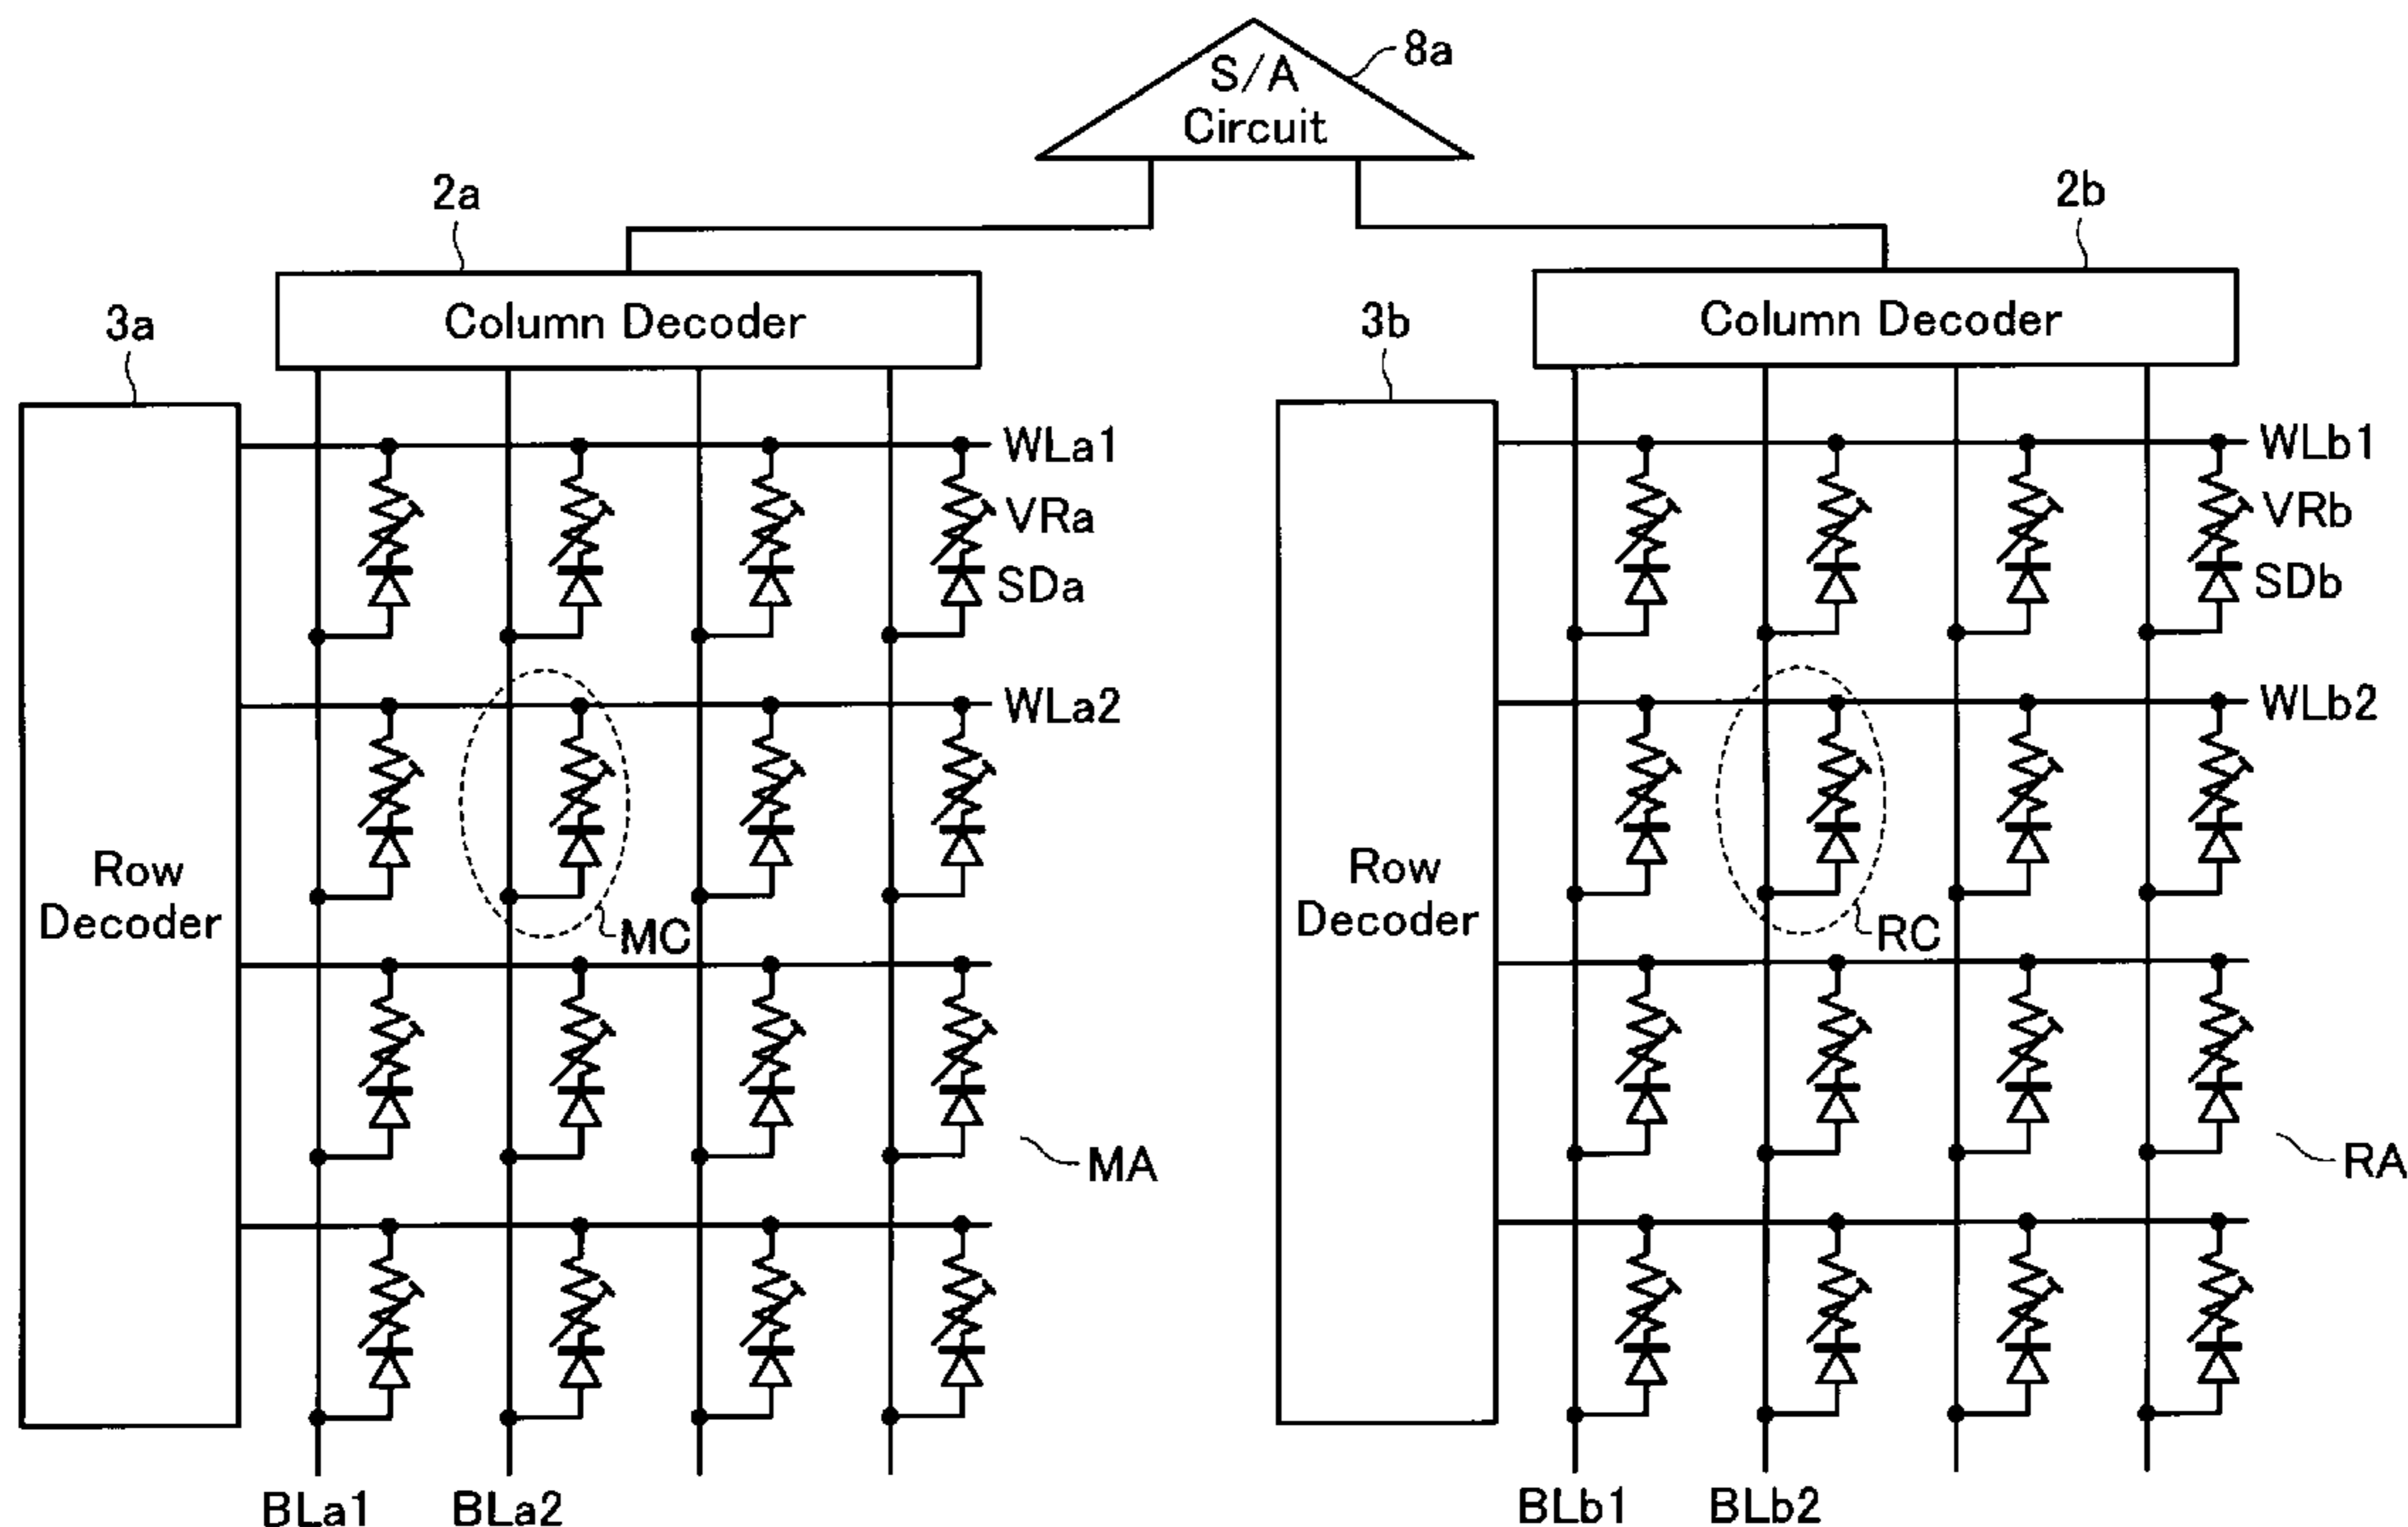 S/A
Circuit
8a
2a
2b
Column Decoder
Column Decoder
3a
3b
WLa1
VRa
SDa
WLb1
VRb
SDb
WLa2
WLb2
Row
Decoder
Row
Decoder
MC
RC
MA
RA
BLa1
BLa2
BLb1
BLb2